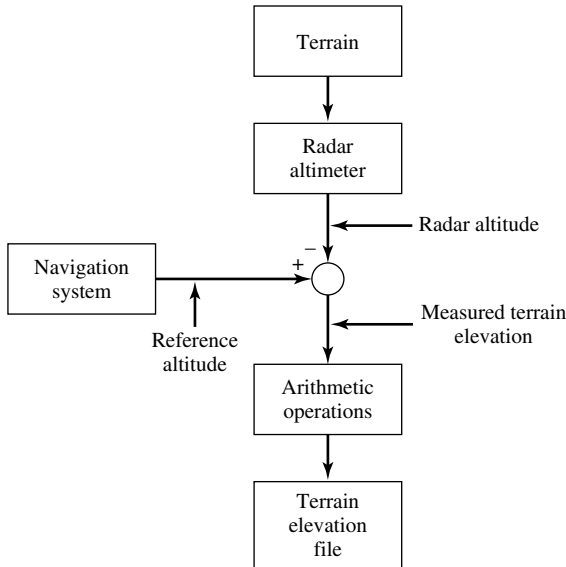 Terrain
Radar
altimeter
−
Radar altitude
+
Navigation
system
Reference
altitude
Measured terrain
elevation
Arithmetic
operations
Terrain
elevation
file